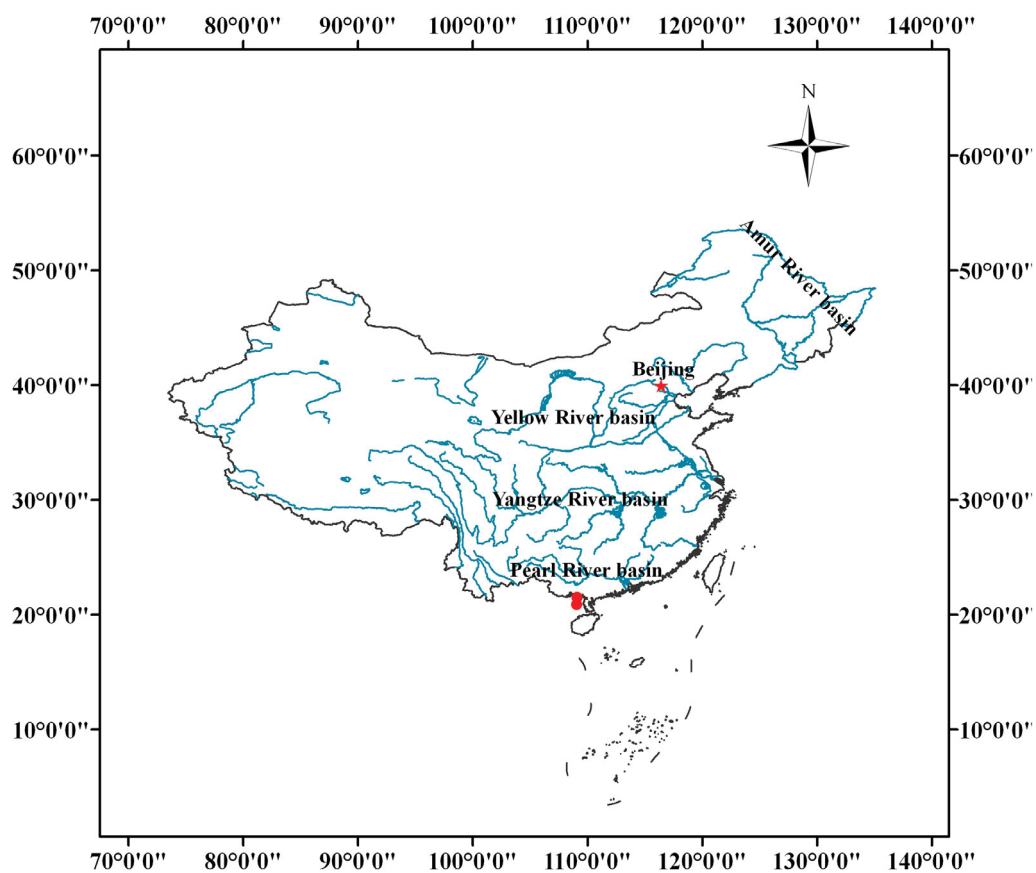 70°0'0" 80°0'0" 90°0'0" 100°0'0" 110°0'0" 120°0'0" 130°0'0" 140°0'0"
N
60°0'0" 60°0'0"
Amur River basin
50°0'0" 50°0'0"
Beijing
40°0'0" 40°0'0"
Yellow River basin
30°0'0" Yangtze River basin 30°0'0"
Pearl River basin
20°0'0" 20°0'0"
10°0'0" 10°0'0"
70°0'0" 80°0'0" 90°0'0" 100°0'0" 110°0'0" 120°0'0" 130°0'0" 140°0'0"